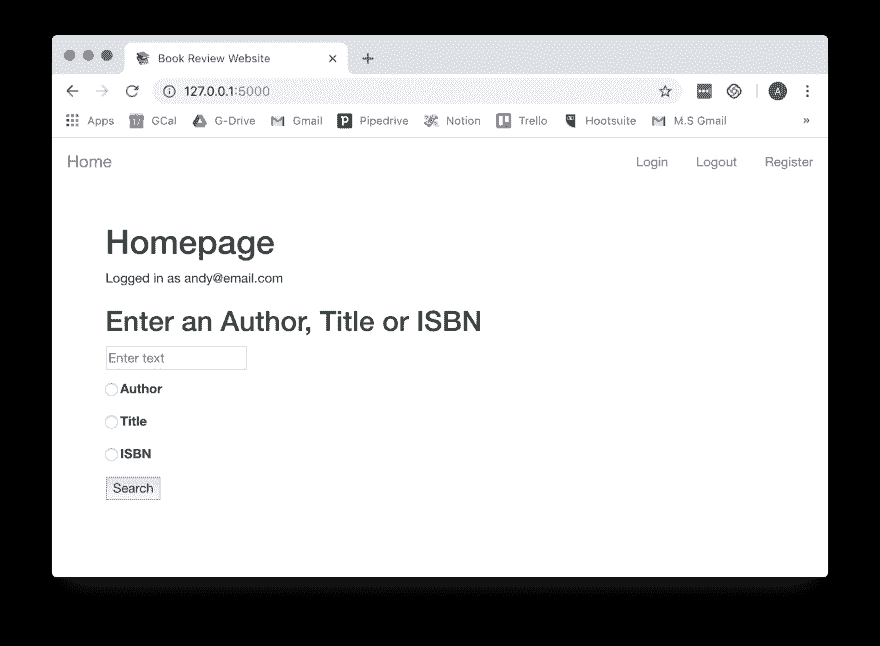 Book Review Website
127.0.0.1:5000
A
Apps GCal G-Drive Gmail Pipedrive Notion Trello Hootsuite M.S Gmail »
Home Login Logout Register
Homepage
Logged in as andy@email.com
Enter an Author, Title or ISBN
Enter text
Author
Title
ISBN
Search